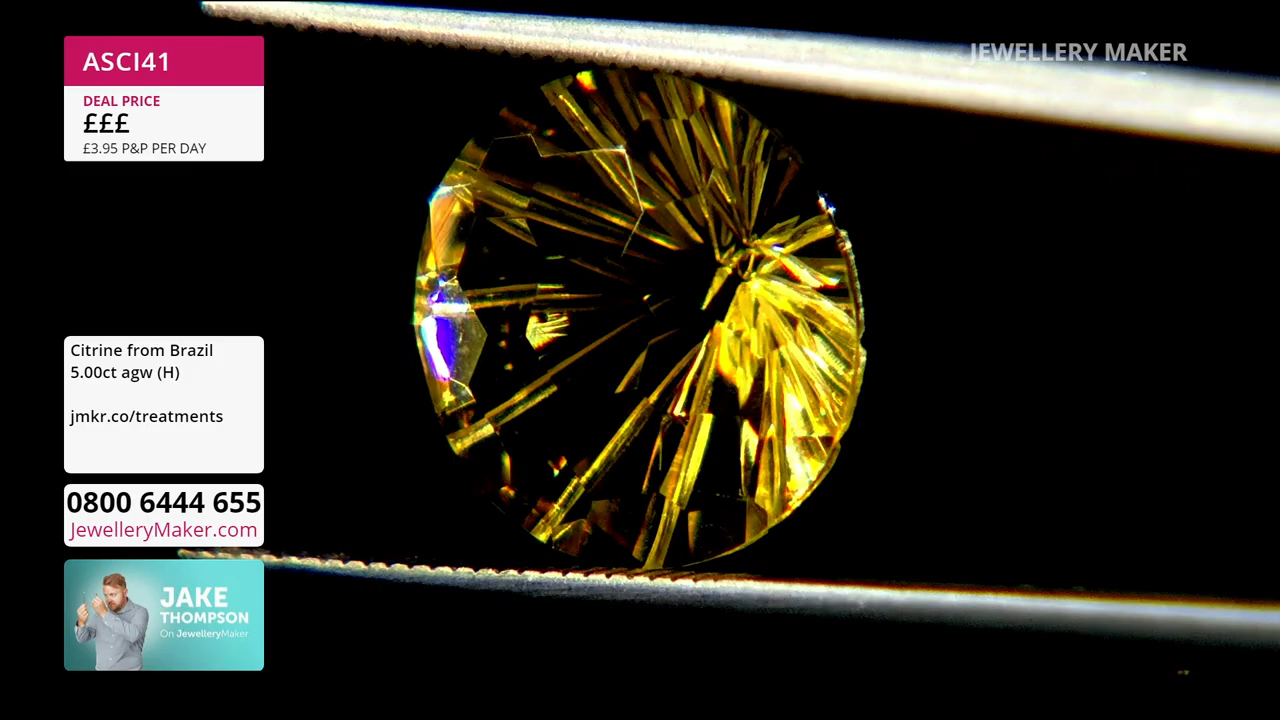 ASCI41
DEAL PRICE
£££
£3.95 P&P PER DAY
JEWELLERY MAKER
Citrine from Brazil
5.00ct agw (H)
jmkr.co/treatments
0800 6444 655
JewelleryMaker.com
JAKE
THOMPSON
On JewelleryMaker